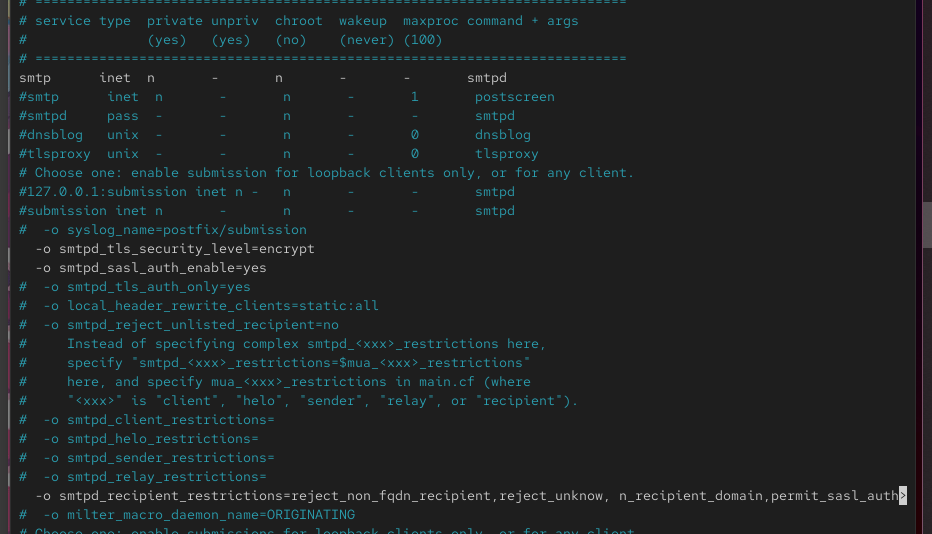 # ==========================================================================
# service type  private unpriv  chroot  wakeup  maxproc command + args
#               (yes)   (yes)   (no)    (never) (100)
# ==========================================================================
smtp      inet  n       -       n       -       -       smtpd
#smtp      inet  n       -       n       -       1       postscreen
#smtpd     pass  -       -       n       -       -       smtpd
#dnsblog   unix  -       -       n       -       0       dnsblog
#tlsproxy  unix  -       -       n       -       0       tlsproxy
# Choose one: enable submission for loopback clients only, or for any client.
#127.0.0.1:submission inet n -   n       -       -       smtpd
#submission inet n       -       n       -       -       smtpd
#  -o syslog_name=postfix/submission
  -o smtpd_tls_security_level=encrypt
  -o smtpd_sasl_auth_enable=yes
#  -o smtpd_tls_auth_only=yes
#  -o local_header_rewrite_clients=static:all
#  -o smtpd_reject_unlisted_recipient=no
#     Instead of specifying complex smtpd_<xxx>_restrictions here,
#     specify "smtpd_<xxx>_restrictions=$mua_<xxx>_restrictions"
#     here, and specify mua_<xxx>_restrictions in main.cf (where
#     "<xxx>" is "client", "helo", "sender", "relay", or "recipient").
#  -o smtpd_client_restrictions=
#  -o smtpd_helo_restrictions=
#  -o smtpd_sender_restrictions=
#  -o smtpd_relay_restrictions=
  -o smtpd_recipient_restrictions=reject_non_fqdn_recipient,reject_unknow, n_recipient_domain,permit_sasl_auth>
#  -o milter_macro_daemon_name=ORIGINATING
# Choose one: enable submissions for loopback clients only, or for any client.